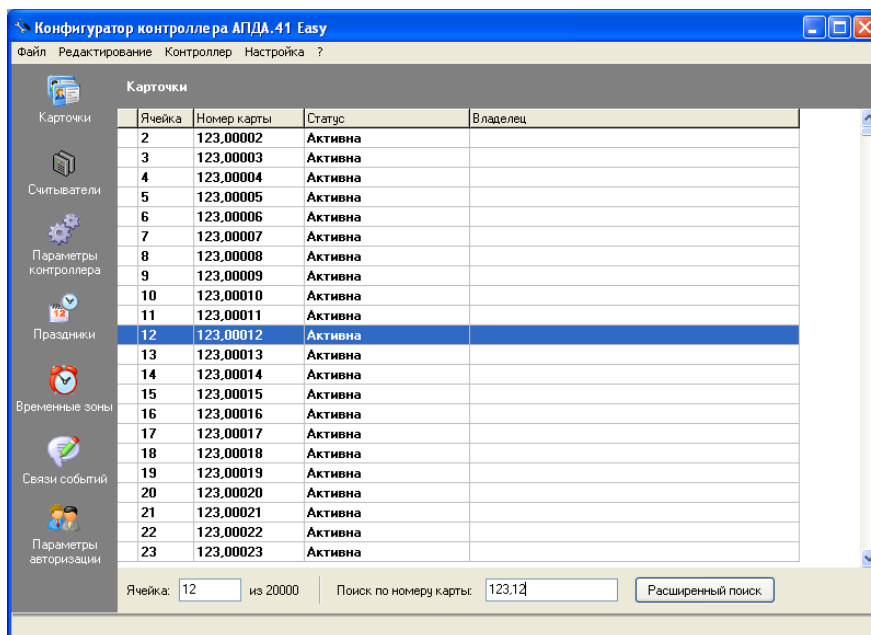 Конфигуратор контроллера АПДА.41 Easy
Файл Редактирование Контроллер Настройка ?
Карточки
Карточки
Считыватели
Параметры
контроллера
Праздники
Временные зоны
Связи событий
Параметры
авторизации
Ячейка Номер карты Статус Владелец
2 123,00002 Активна
3 123,00003 Активна
4 123,00004 Активна
5 123,00005 Активна
6 123,00006 Активна
7 123,00007 Активна
8 123,00008 Активна
9 123,00009 Активна
10 123,00010 Активна
11 123,00011 Активна
12 123,00012 Активна
13 123,00013 Активна
14 123,00014 Активна
15 123,00015 Активна
16 123,00016 Активна
17 123,00017 Активна
18 123,00018 Активна
19 123,00019 Активна
20 123,00020 Активна
21 123,00021 Активна
22 123,00022 Активна
23 123,00023 Активна
Ячейка: 12 из 20000 Поиск по номеру карты: 123,12 Расширенный поиск